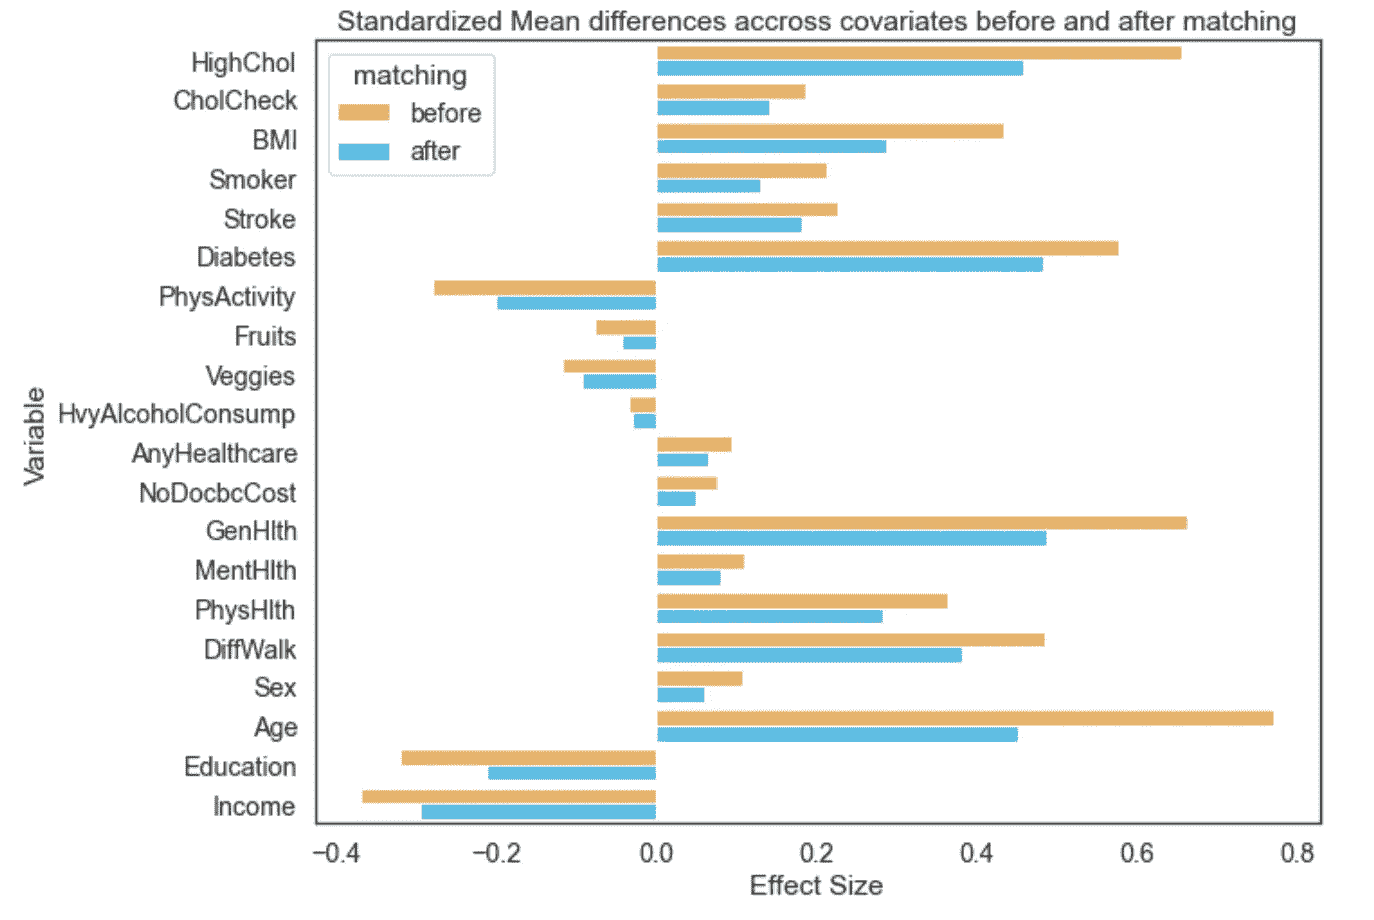 Standardized Mean differences accross covariates before and after matching
matching
before
after
HighChol
CholCheck
BMI
Smoker
Stroke
Diabetes
PhysActivity
Fruits
Veggies
HvyAlcoholConsump
AnyHealthcare
NoDocbcCost
GenHlth
MentHlth
PhysHlth
DiffWalk
Sex
Age
Education
Income
Variable
−0.4 −0.2 0.0 0.2 0.4 0.6 0.8
Effect Size